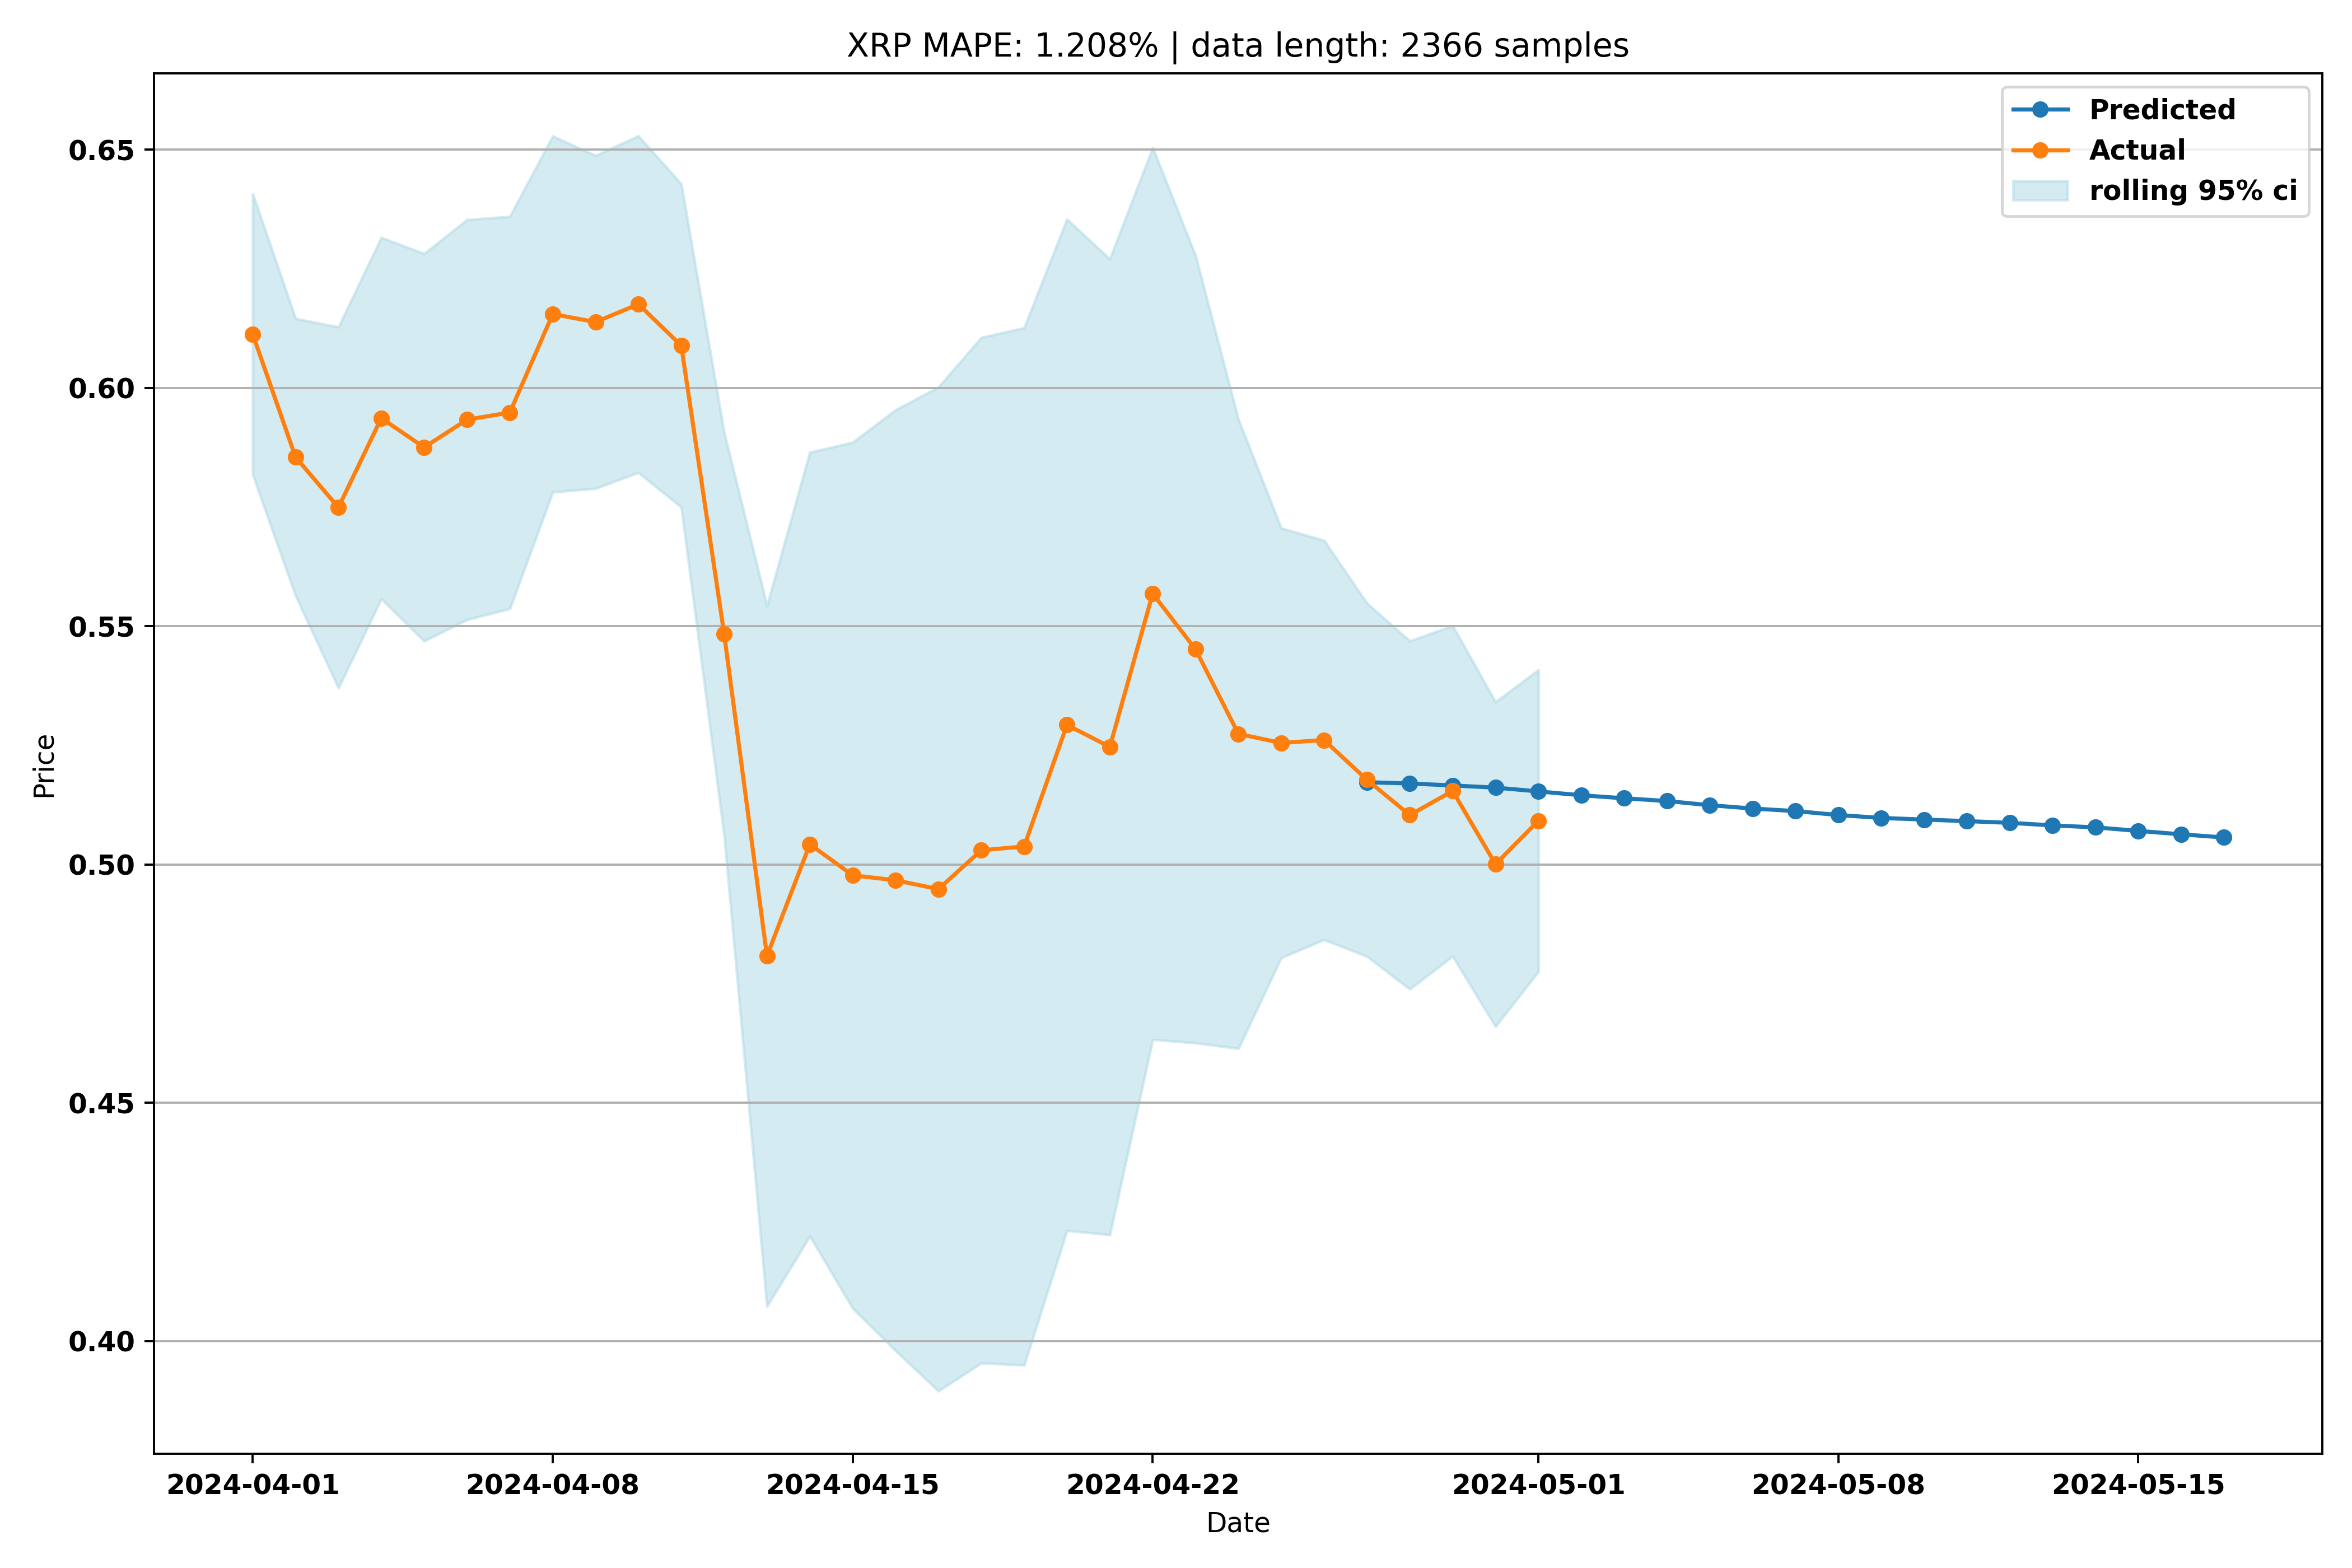 XRP MAPE: 1.208% | data length: 2366 samples
Predicted
Actual
rolling 95% ci
0.65
0.60
0.55
0.50
0.45
0.40
Price
2024-04-01 2024-04-08 2024-04-15 2024-04-22 2024-05-01 2024-05-08 2024-05-15
Date